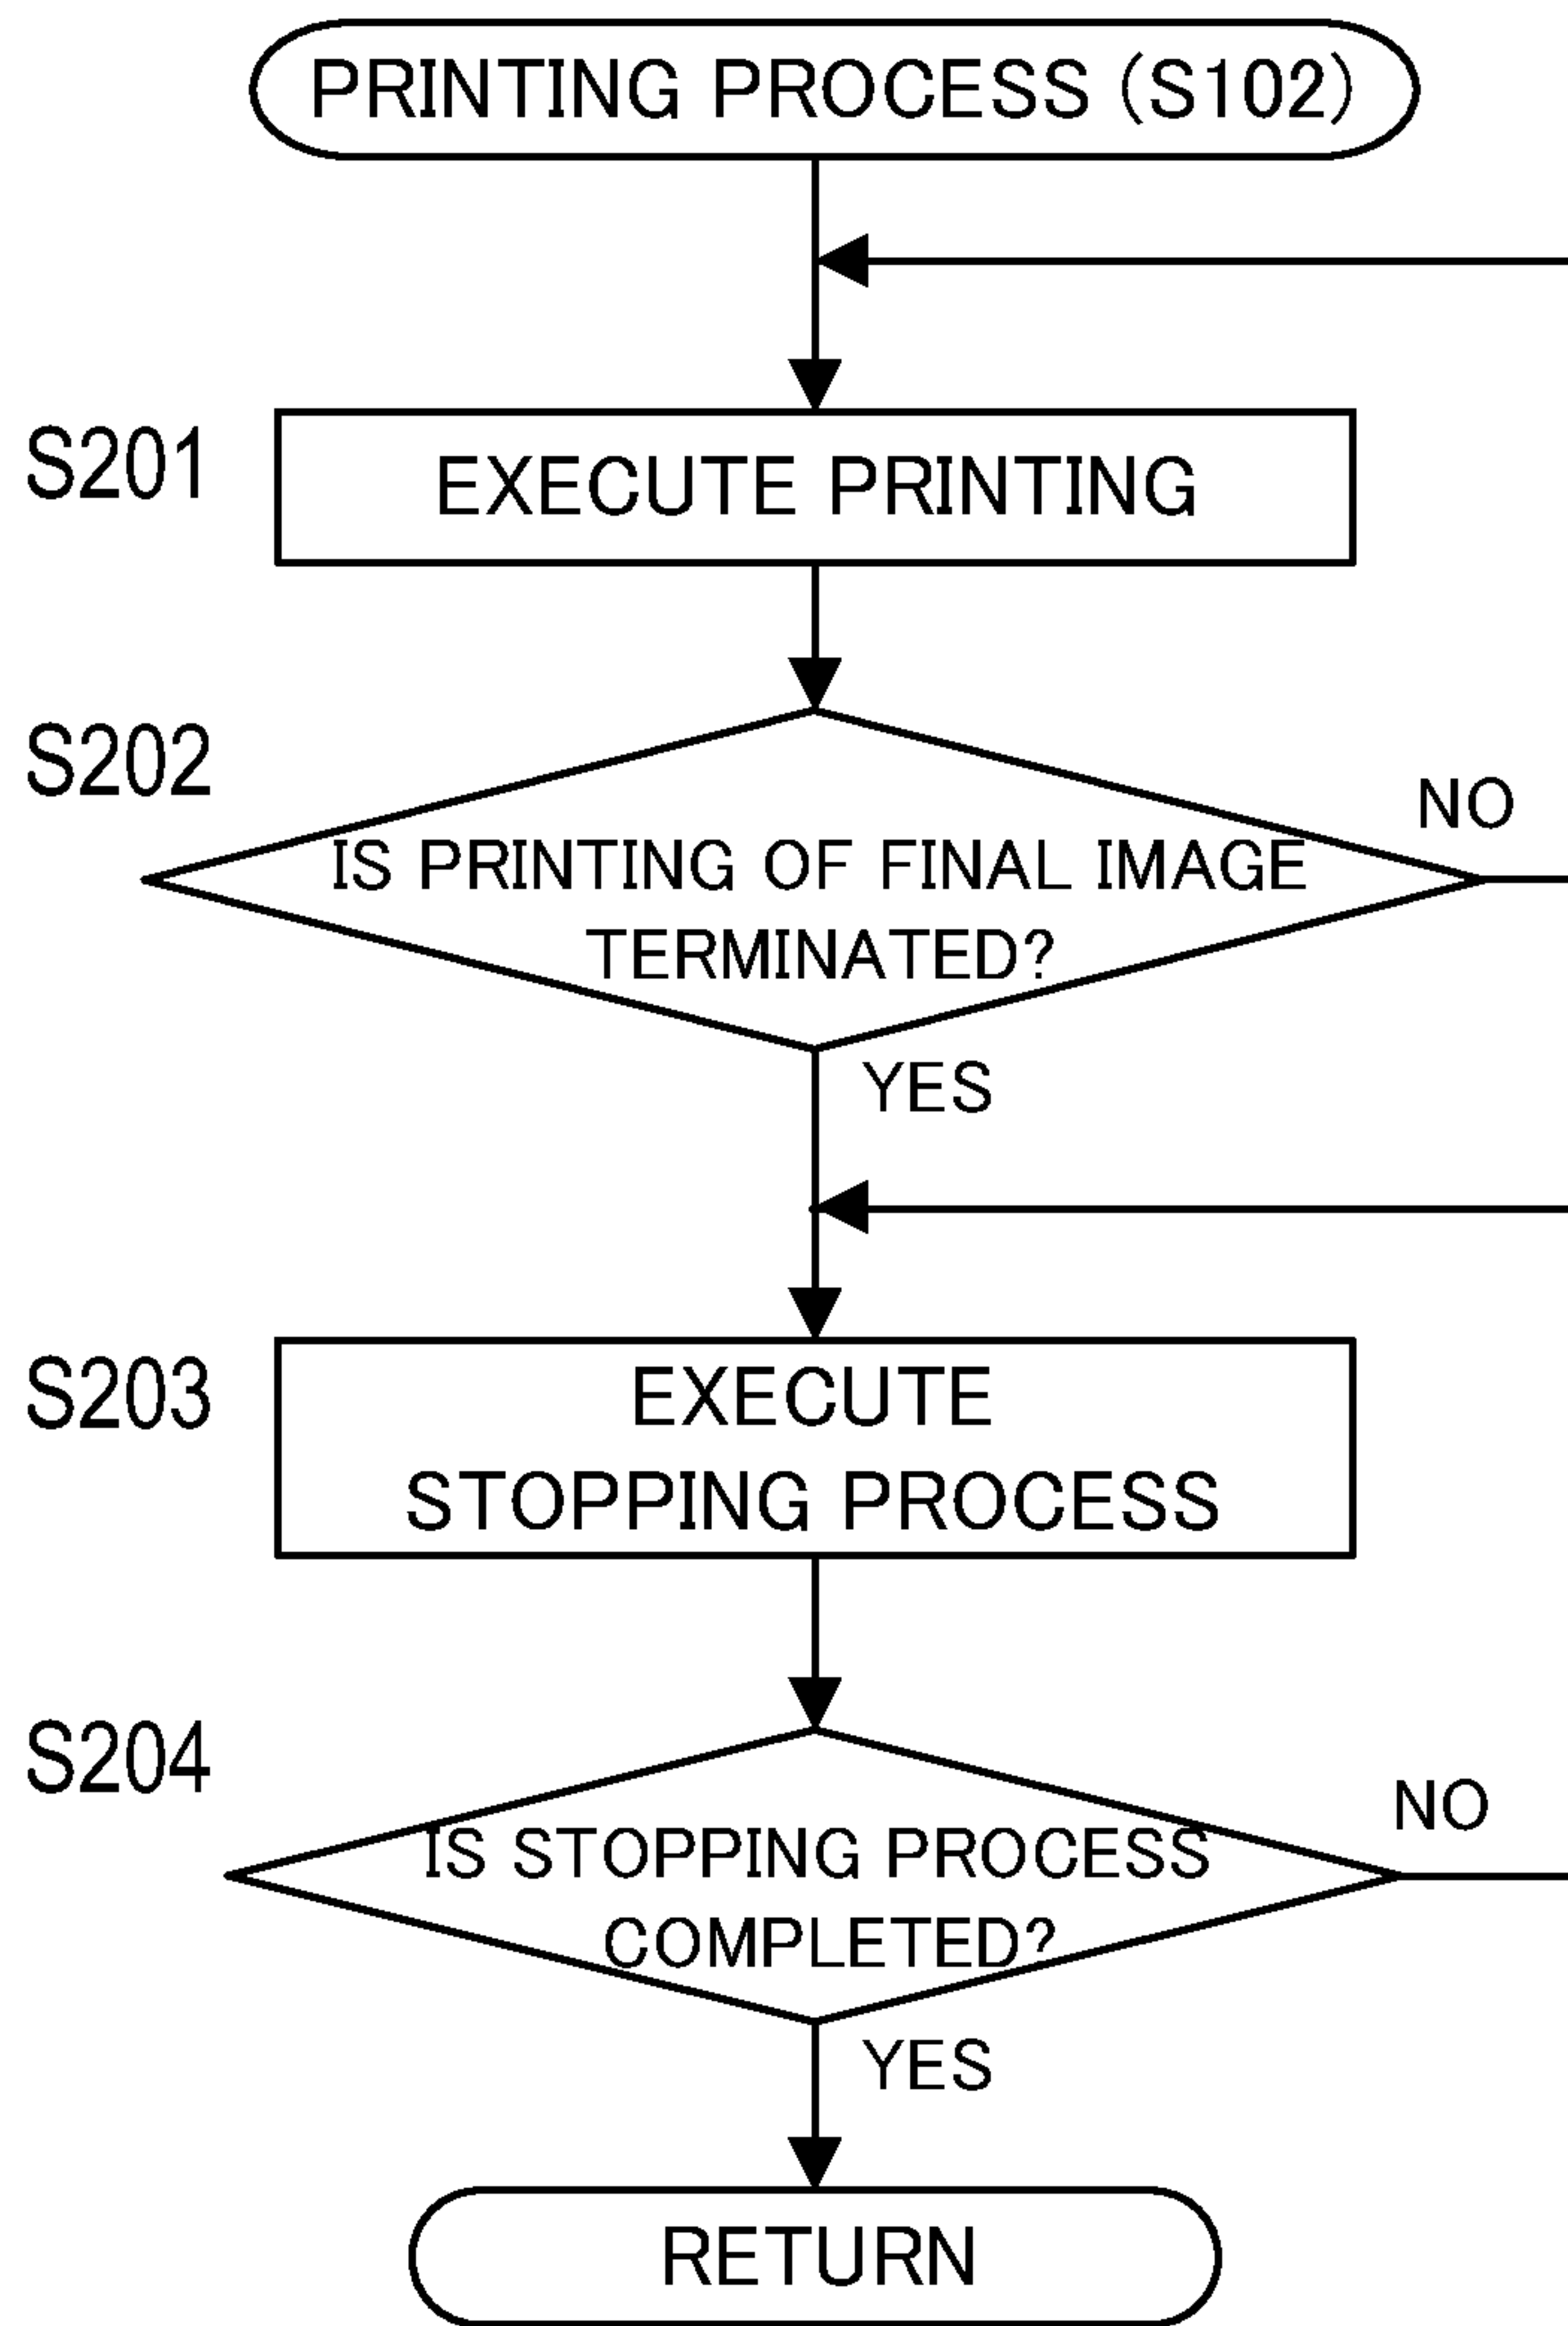 PRINTING PROCESS (S102)
S201
EXECUTE PRINTING
S202
NO
IS PRINTING OF FINAL IMAGE
TERMINATED?
YES
S203
EXECUTE
STOPPING PROCESS
S204
NO
IS STOPPING PROCESS
COMPLETED?
YES
RETURN